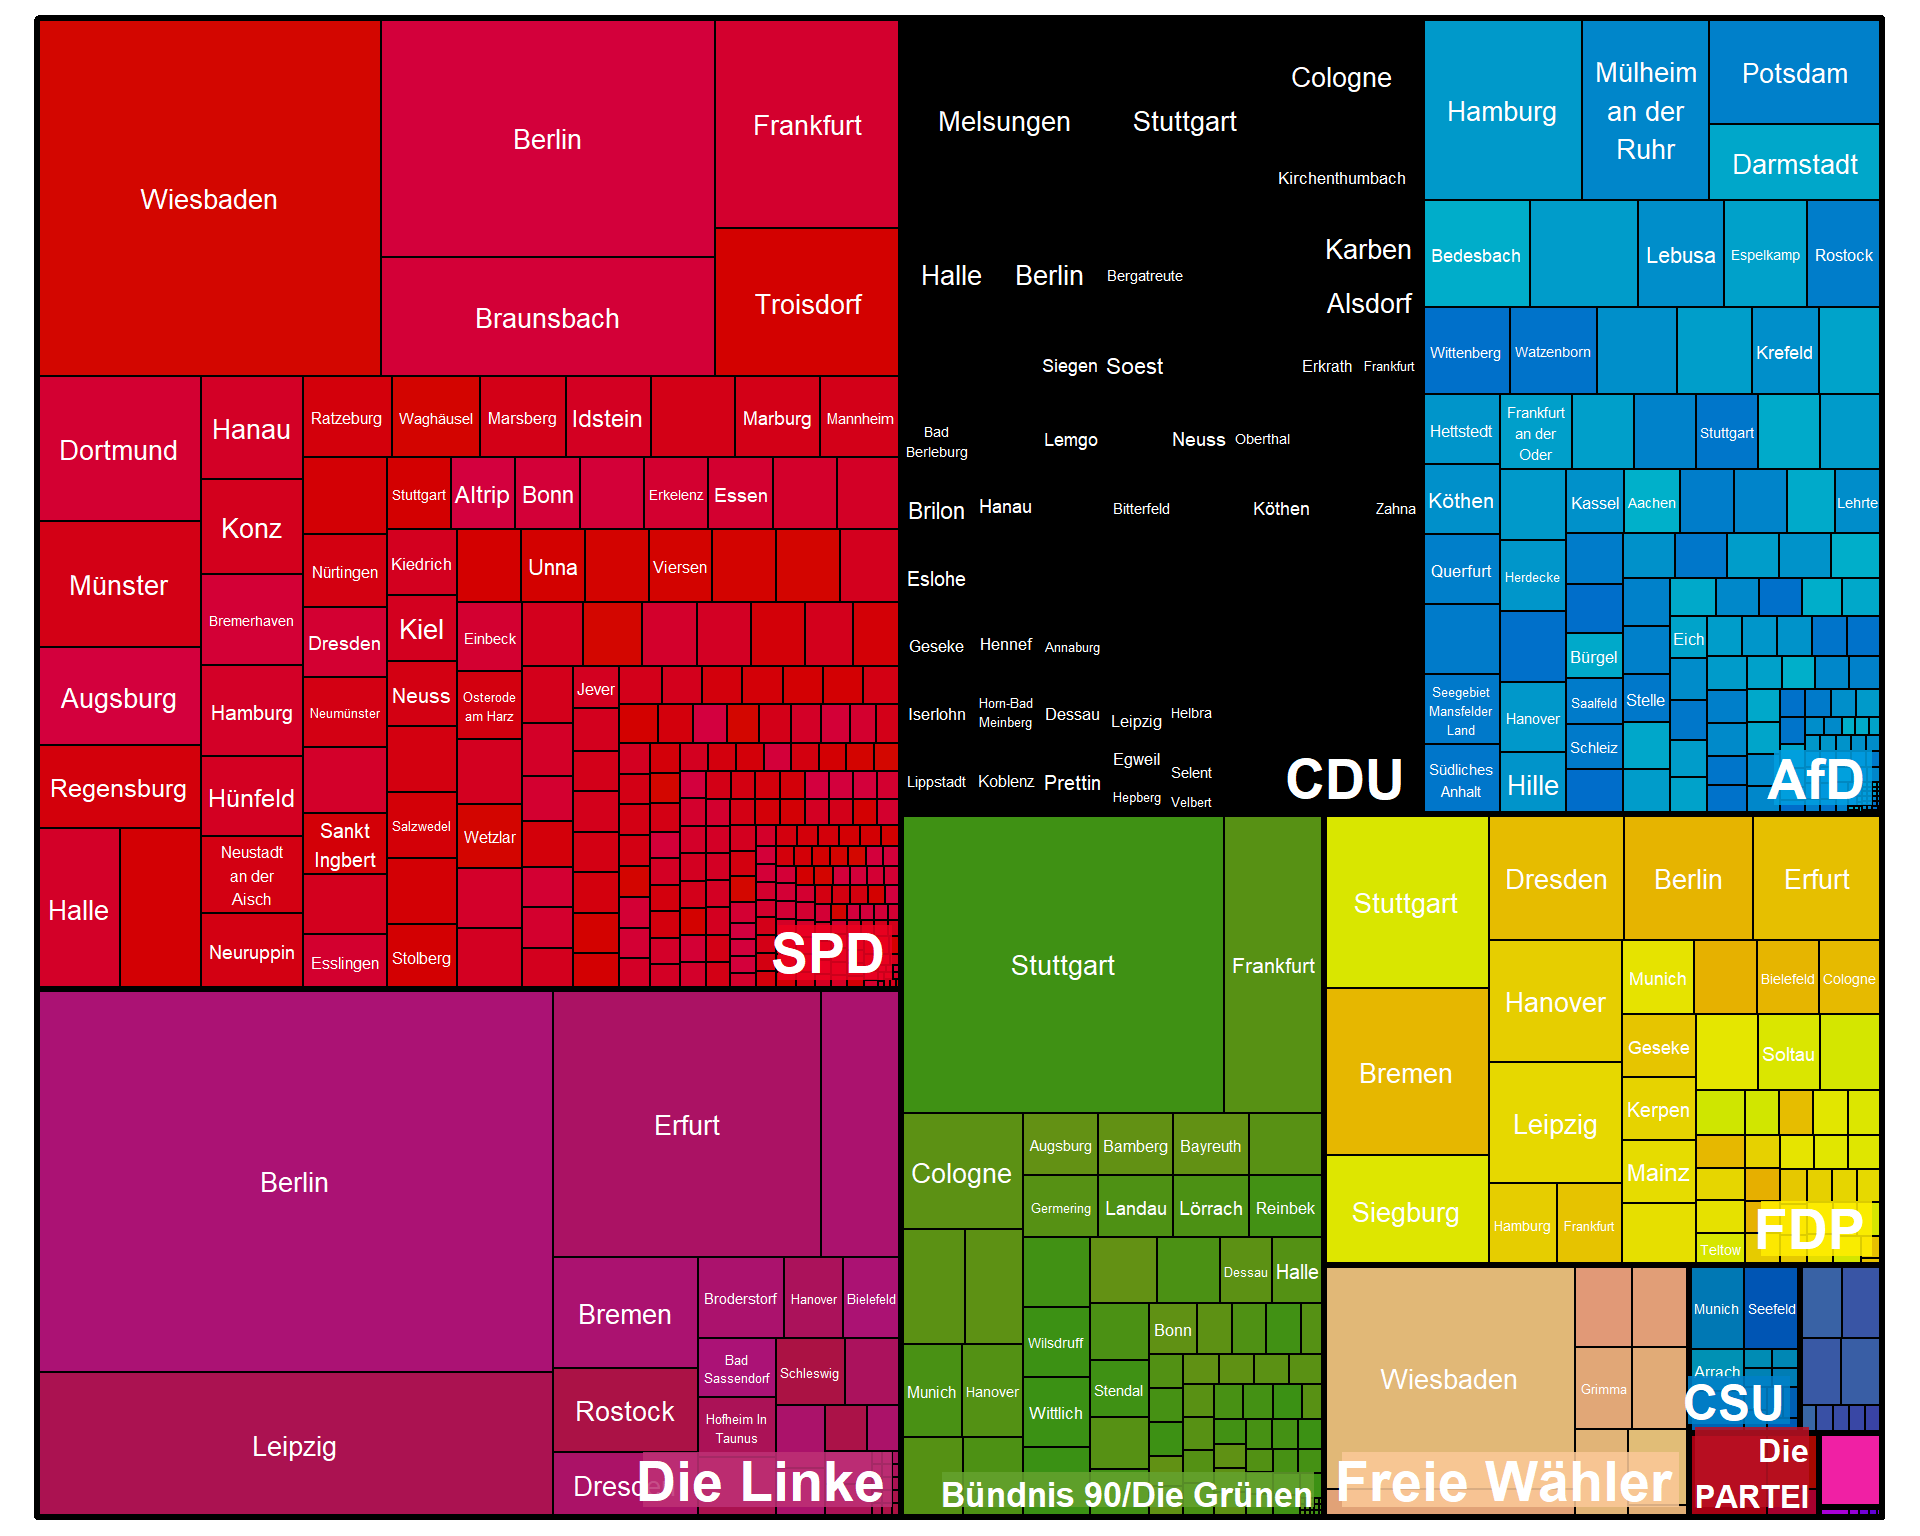 Wiesbaden
Berlin
Frankfurt
Braunsbach
Troisdorf
Dortmund
Hanau
Ratzeburg
Waghäusel
Marsberg
Idstein
Marburg
Mannheim
Stuttgart
Altrip
Bonn
Erkelenz
Essen
Konz
Münster
Nürtingen
Kiedrich
Unna
Viersen
Bremerhaven
Dresden
Kiel
Einbeck
Augsburg
Hamburg
Neumünster
Neuss
Osterode
am Harz
Jever
Regensburg
Hünfeld
Sankt
Ingbert
Salzwedel
Wetzlar
Halle
Neustadt
an der
Aisch
Neuruppin
Esslingen
Stolberg
SPD
Melsungen
Stuttgart
Cologne
Kirchenthumbach
Halle
Berlin
Bergatreute
Karben
Alsdorf
Siegen
Soest
Erkrath
Frankfurt
Bad
Berleburg
Lemgo
Neuss
Oberthal
Brilon
Hanau
Bitterfeld
Köthen
Zahna
Eslohe
Geseke
Hennef
Annaburg
Iserlohn
Horn-Bad
Meinberg
Dessau
Leipzig
Helbra
Lippstadt
Koblenz
Prettin
Egweil
Hepberg
Selent
Velbert
CDU
Hamburg
Mülheim
an der
Ruhr
Potsdam
Darmstadt
Bedesbach
Lebusa
Espelkamp
Rostock
Wittenberg
Watzenborn
Krefeld
Hettstedt
Frankfurt
an der
Oder
Stuttgart
Köthen
Kassel
Aachen
Lehrte
Querfurt
Herdecke
Bürgel
Eich
Seegebiet
Mansfelder
Land
Hanover
Saalfeld
Stelle
Schleiz
Südliches
Anhalt
Hille
AfD
Berlin
Erfurt
Leipzig
Bremen
Broderstorf
Hanover
Bielefeld
Rostock
Bad
Sassendorf
Schleswig
Hofheim In
Taunus
Dresden
Die Linke
Stuttgart
Frankfurt
Cologne
Augsburg
Bamberg
Bayreuth
Germering
Landau
Lörrach
Reinbek
Dessau
Halle
Munich
Hanover
Wilsdruff
Bonn
Stendal
Wittlich
Bündnis 90/Die Grünen
Stuttgart
Dresden
Berlin
Erfurt
Bremen
Hanover
Munich
Bielefeld
Cologne
Geseke
Soltau
Leipzig
Kerpen
Mainz
Siegburg
Hamburg
Frankfurt
Teltow
FDP
Wiesbaden
Grimma
Freie Wähler
Munich
Seefeld
Arrach
CSU
Die
PARTEI